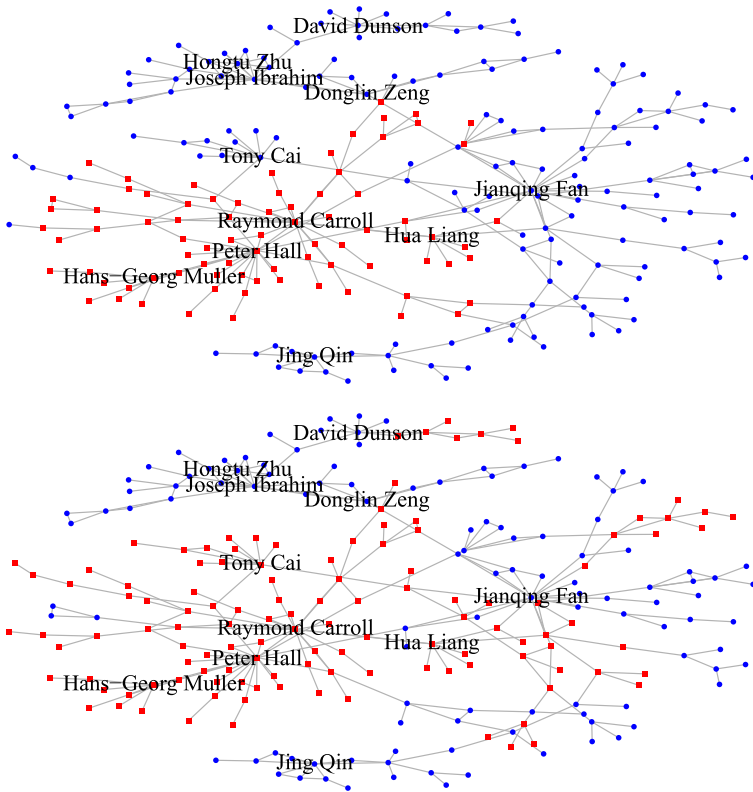 David Dunson
Hongtu Zhu
Joseph Ibrahim
Donglin Zeng
Tony Cai
Jianqing Fan
Raymond Carroll
Hua Liang
Peter Hall
Hans-Georg Muller
Jing Qin
David Dunson
Hongtu Zhu
Joseph Ibrahim
Donglin Zeng
Tony Cai
Jianqing Fan
Raymond Carroll
Hua Liang
Peter Hall
Hans-Georg Muller
Jing Qin